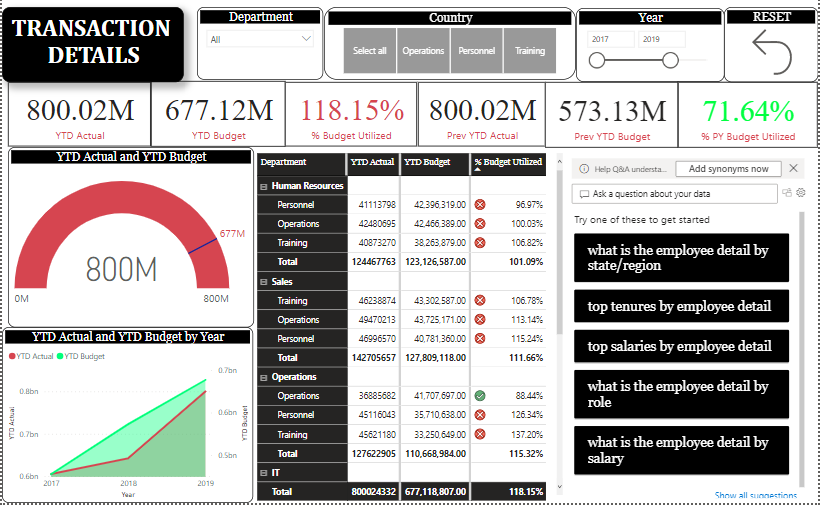 TRANSACTION
DETAILS
Department
All
Country
Select all
Operations
Personnel
Training
Year
2017
2019
RESET
800.02M
YTD Actual
677.12M
YTD Budget
118.15%
% Budget Utilized
800.02M
Prev YTD Actual
573.13M
Prev YTD Budget
71.64%
% PY Budget Utilized
YTD Actual and YTD Budget
677M
800M
0M
800M
YTD Actual and YTD Budget by Year
YTD Actual YTD Budget
0.8bn
0.7bn
0.6bn
YTD Actual
0.7bn
0.6bn
0.5bn
YTD Budget
2017 2018 2019
Year
Department YTD Actual YTD Budget % Budget Utilized
Human Resources
Personnel 41113798 42,396,319.00 96.97%
Operations 42480695 42,466,389.00 100.03%
Training 40873270 38,263,879.00 106.82%
Total 124467763 123,126,587.00 101.09%
Sales
Training 46238874 43,302,587.00 106.78%
Operations 49470213 43,725,171.00 113.14%
Personnel 46996570 40,781,360.00 115.24%
Total 142705657 127,809,118.00 111.66%
Operations
Operations 36885682 41,707,697.00 88.44%
Personnel 45116043 35,710,638.00 126.34%
Training 45621180 33,250,649.00 137.20%
Total 127622905 110,668,984.00 115.32%
IT
Total 800024332 677,118,807.00 118.15%
Help Q&A understa...
Add synonyms now
Ask a question about your data
Try one of these to get started
what is the employee detail by
state/region
top tenures by employee detail
top salaries by employee detail
what is the employee detail by
role
what is the employee detail by
salary
Show all suggestions